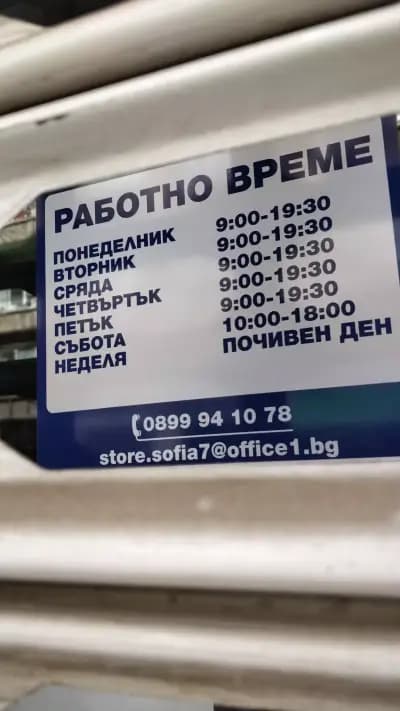 РАБОТНО ВРЕМЕ
ПОНЕДЕЛНИК 9:00-19:30
ВТОРНИК 9:00-19:30
СРЯДА 9:00-19:30
ЧЕТВЪРТЪК 9:00-19:30
ПЕТЪК 9:00-19:30
СЪБОТА 10:00-18:00
НЕДЕЛЯ ПОЧИВЕН ДЕН
0899 94 10 78
store.sofia7@office1.bg